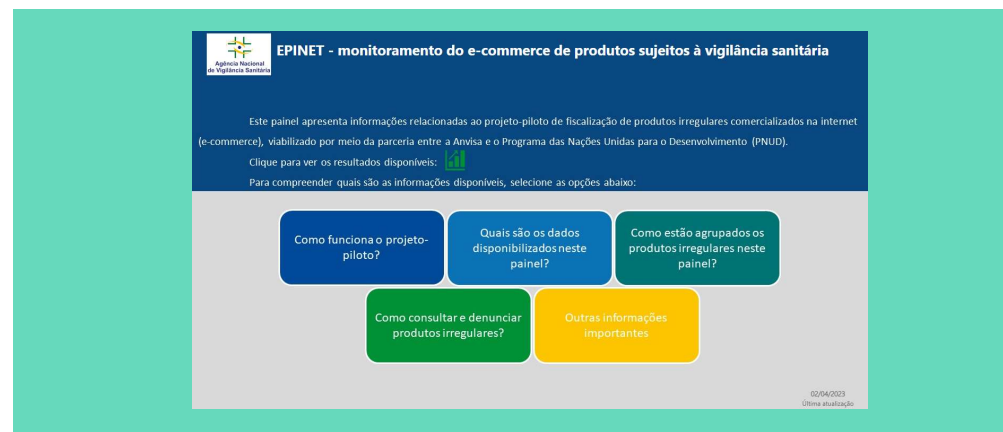 Agência Nacional
de Vigilância Sanitária
EPINET - monitoramento do e-commerce de produtos sujeitos à vigilância sanitária
Este painel apresenta informações relacionadas ao projeto-piloto de fiscalização de produtos irregulares comercializados na internet
(e-commerce), viabilizado por meio da parceria entre a Anvisa e o Programa das Nações Unidas para o Desenvolvimento (PNUD).
Clique para ver os resultados disponíveis:
Para compreender quais são as informações disponíveis, selecione as opções abaixo:
Como funciona o projeto-
piloto?
Quais são os dados
disponibilizados neste
painel?
Como estão agrupados os
produtos irregulares neste
painel?
Como consultar e denunciar
produtos irregulares?
Outras informações
importantes
02/04/2023
Última atualização